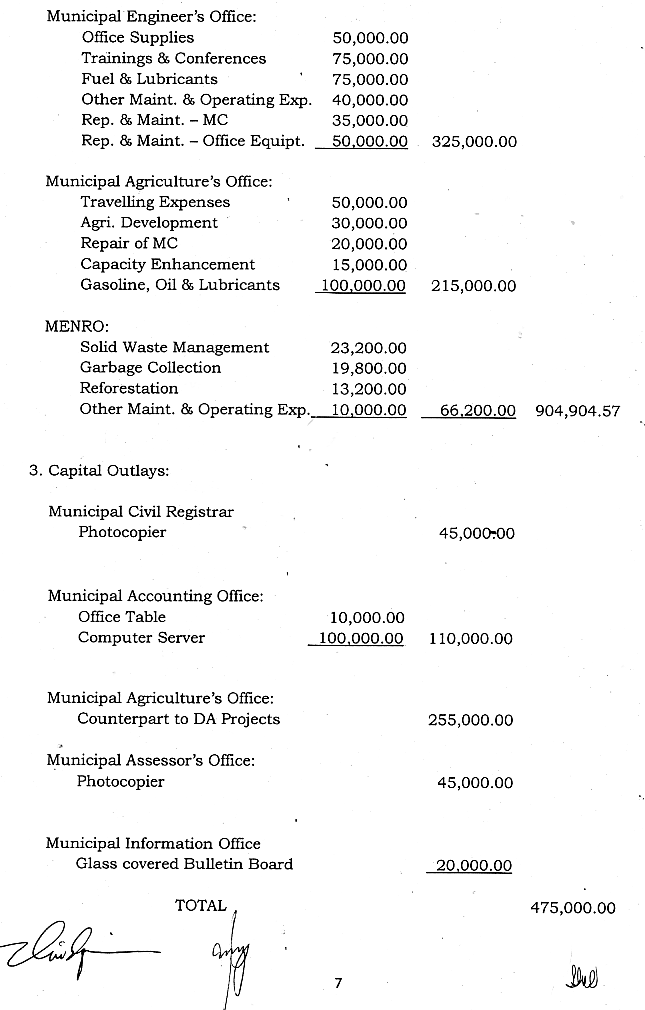 Municipal Engineer's Office:
Office Supplies 50,000.00
Trainings & Conferences 75,000.00
Fuel & Lubricants 75,000.00
Other Maint. & Operating Exp. 40,000.00
Rep. & Maint. – MC 35,000.00
Rep. & Maint. – Office Equipt. 50,000.00 325,000.00
Municipal Agriculture's Office:
Travelling Expenses 50,000.00
Agri. Development 30,000.00
Repair of MC 20,000.00
Capacity Enhancement 15,000.00
Gasoline, Oil & Lubricants 100,000.00 215,000.00
MENRO:
Solid Waste Management 23,200.00
Garbage Collection 19,800.00
Reforestation 13,200.00
Other Maint. & Operating Exp. 10,000.00 66,200.00 904,904.57
3. Capital Outlays:
Municipal Civil Registrar
Photocopier 45,000.00
Municipal Accounting Office:
Office Table 10,000.00
Computer Server 100,000.00 110,000.00
Municipal Agriculture's Office:
Counterpart to DA Projects 255,000.00
Municipal Assessor's Office:
Photocopier 45,000.00
Municipal Information Office
Glass covered Bulletin Board 20,000.00
TOTAL 475,000.00
7